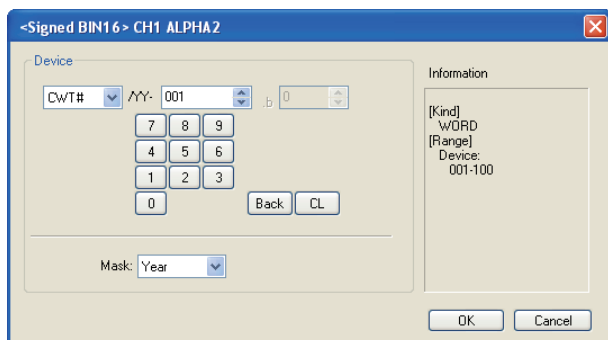 <Signed BIN16> CH1 ALPHA2
Device
CWT# /YY- 001 .b 0
7 8 9
4 5 6
1 2 3
0 Back CL
Mask: Year
Information
[Kind]
WORD
[Range]
Device:
001-100
OK Cancel